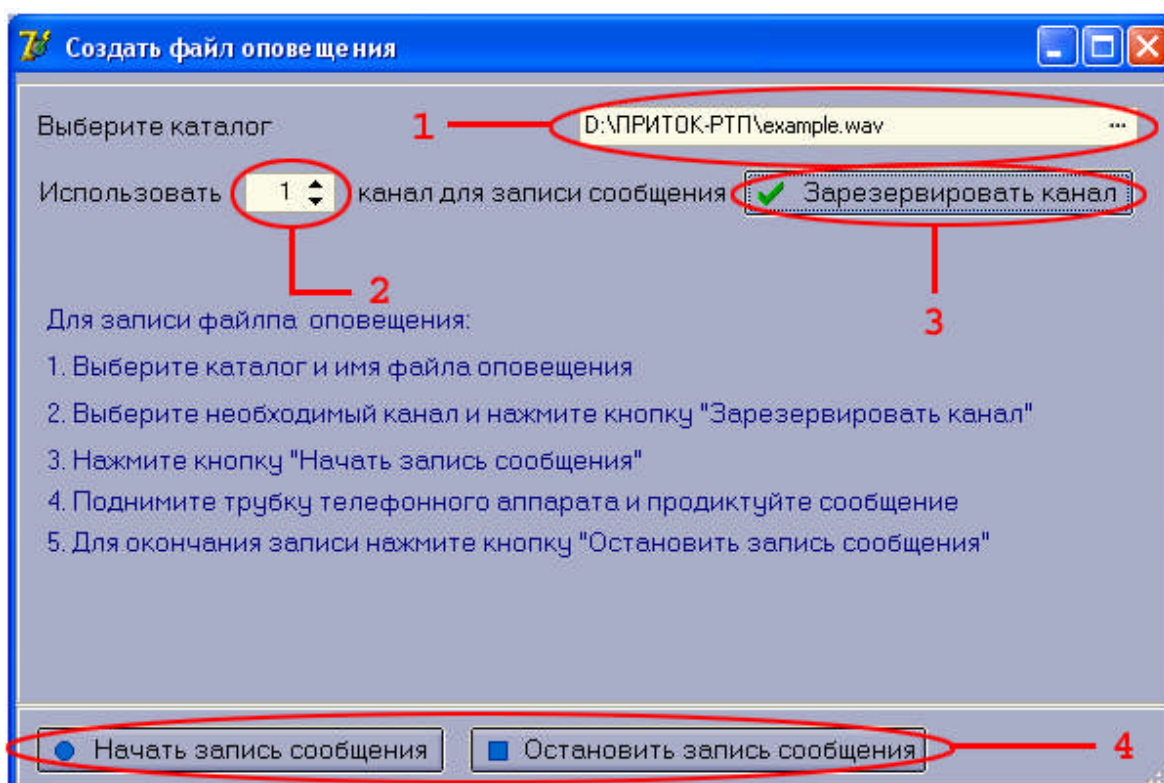 Создать файл оповещения
Выберите каталог 1 D:\ПРИТОК-РТП\example.wav ...
Использовать 1 канал для записи сообщения Зарезервировать канал
2
3
Для записи файлпа оповещения:
1. Выберите каталог и имя файла оповещения
2. Выберите необходимый канал и нажмите кнопку "Зарезервировать канал"
3. Нажмите кнопку "Начать запись сообщения"
4. Поднимите трубку телефонного аппарата и продиктуйте сообщение
5. Для окончания записи нажмите кнопку "Остановить запись сообщения"
Начать запись сообщения Остановить запись сообщения 4